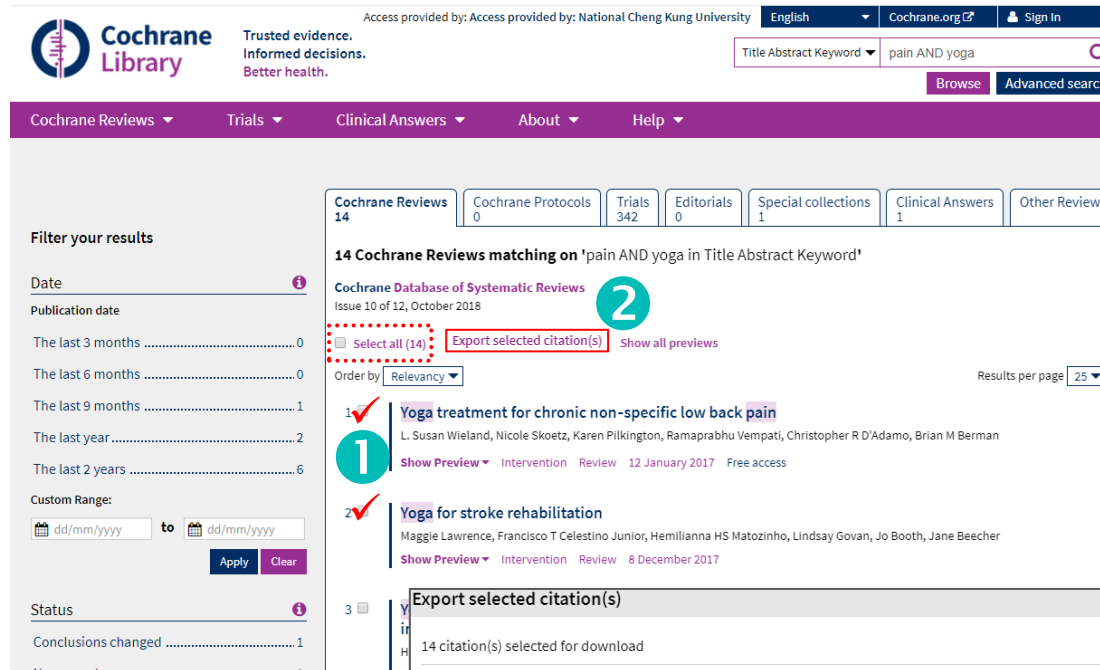 Access provided by: Access provided by: National Cheng Kung University
English
Cochrane.org
Sign In
Cochrane
Library
Trusted evidence.
Informed decisions.
Better health.
Title Abstract Keyword
pain AND yoga
Browse
Advanced searc
Cochrane Reviews
Trials
Clinical Answers
About
Help
Filter your results
Date
Publication date
The last 3 months 0
The last 6 months 0
The last 9 months 1
The last year 2
The last 2 years 6
Custom Range:
dd/mm/yyyy to dd/mm/yyyy
Apply
Clear
Status
Conclusions changed 1
Cochrane Reviews
14
Cochrane Protocols
0
Trials
342
Editorials
0
Special collections
1
Clinical Answers
1
Other Review
14 Cochrane Reviews matching on 'pain AND yoga in Title Abstract Keyword'
Cochrane Database of Systematic Reviews
Issue 10 of 12, October 2018
2
Select all (14)
Export selected citation(s)
Show all previews
Order by Relevancy
Results per page 25
1
Yoga treatment for chronic non-specific low back pain
L. Susan Wieland, Nicole Skoetz, Karen Pilkington, Ramaprabhu Vempati, Christopher R D'Adamo, Brian M Berman
1
Show Preview Intervention Review 12 January 2017 Free access
2
Yoga for stroke rehabilitation
Maggie Lawrence, Francisco T Celestino Junior, Hemilianna HS Matozinho, Lindsay Govan, Jo Booth, Jane Beecher
Show Preview Intervention Review 8 December 2017
3
Y
in
H
Export selected citation(s)
14 citation(s) selected for download